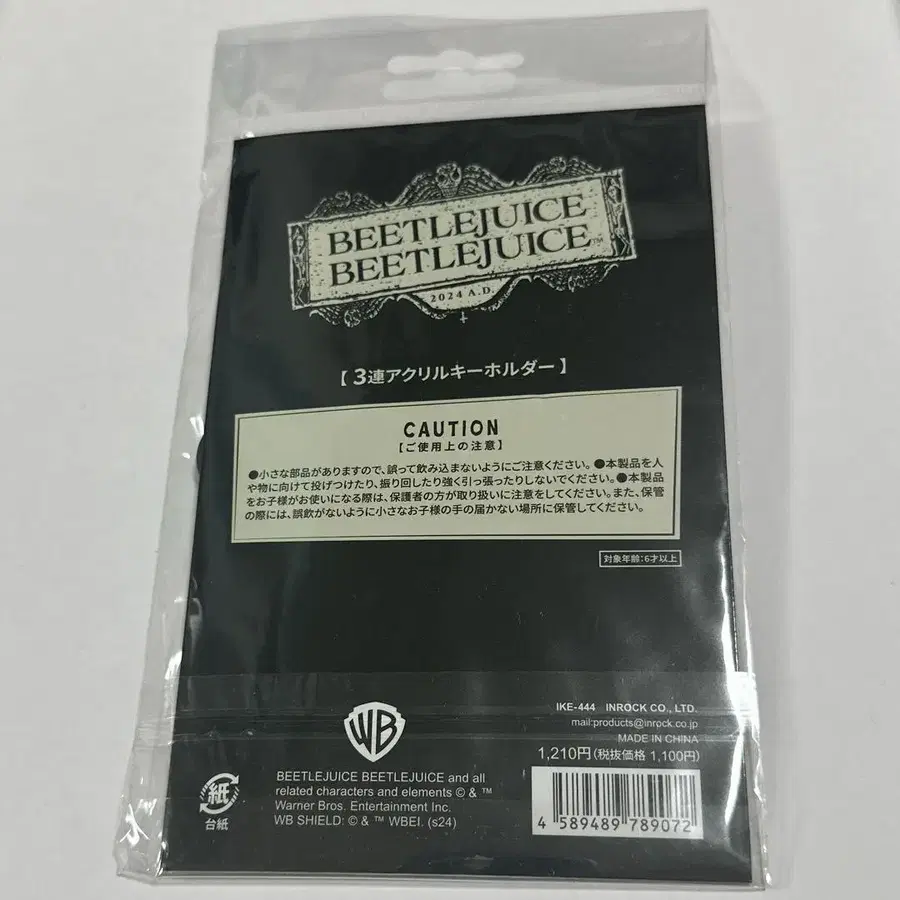 BEETLEJUICE
BEETLEJUICE™
2024 A.D.
【3連アクリルキーホルダー】
CAUTION
【ご使用上の注意】
●小さな部品がありますので、誤って飲み込まないようにご注意ください。●本製品を人
や物に向けて投げつけたり、振り回したり強く引っ張ったりしないでください。●本製品
をお子様がお使いになる際は、保護者の方が取り扱いに注意をしてください。また、保管
の際には、誤飲がないように小さなお子様の手の届かない場所に保管してください。
対象年齢:6才以上
WB
IKE-444 INROCK CO., LTD.
mail:products@inrock.co.jp
MADE IN CHINA
1,210円(税抜価格 1,100円)
BEETLEJUICE BEETLEJUICE and all
related characters and elements © & ™
Warner Bros. Entertainment Inc.
WB SHIELD: © & ™ WBEI. (s24)
紙
台紙
4 589489 789072